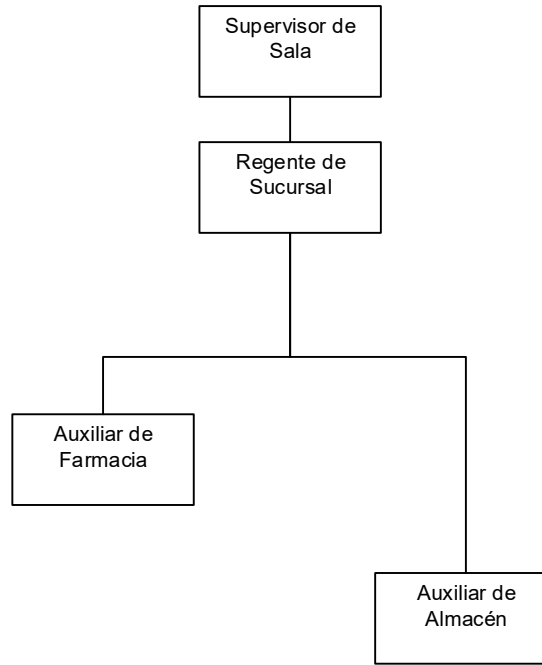 Supervisor de
Sala
Regente de
Sucursal
Auxiliar de
Farmacia
Auxiliar de
Almacén